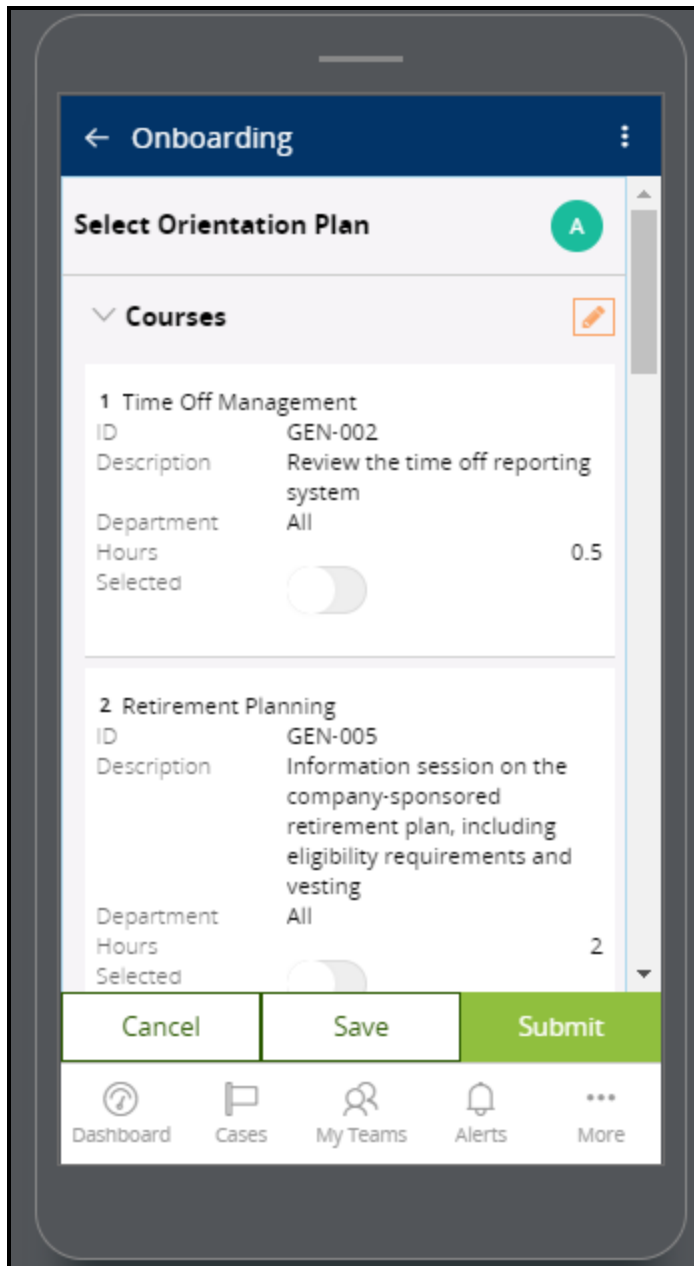 Onboarding
Select Orientation Plan
A
Courses
1 Time Off Management
ID GEN-002
Description Review the time off reporting
system
Department All
Hours 0.5
Selected
2 Retirement Planning
ID GEN-005
Description Information session on the
company-sponsored
retirement plan, including
eligibility requirements and
vesting
Department All
Hours 2
Selected
Cancel Save Submit
Dashboard Cases My Teams Alerts More